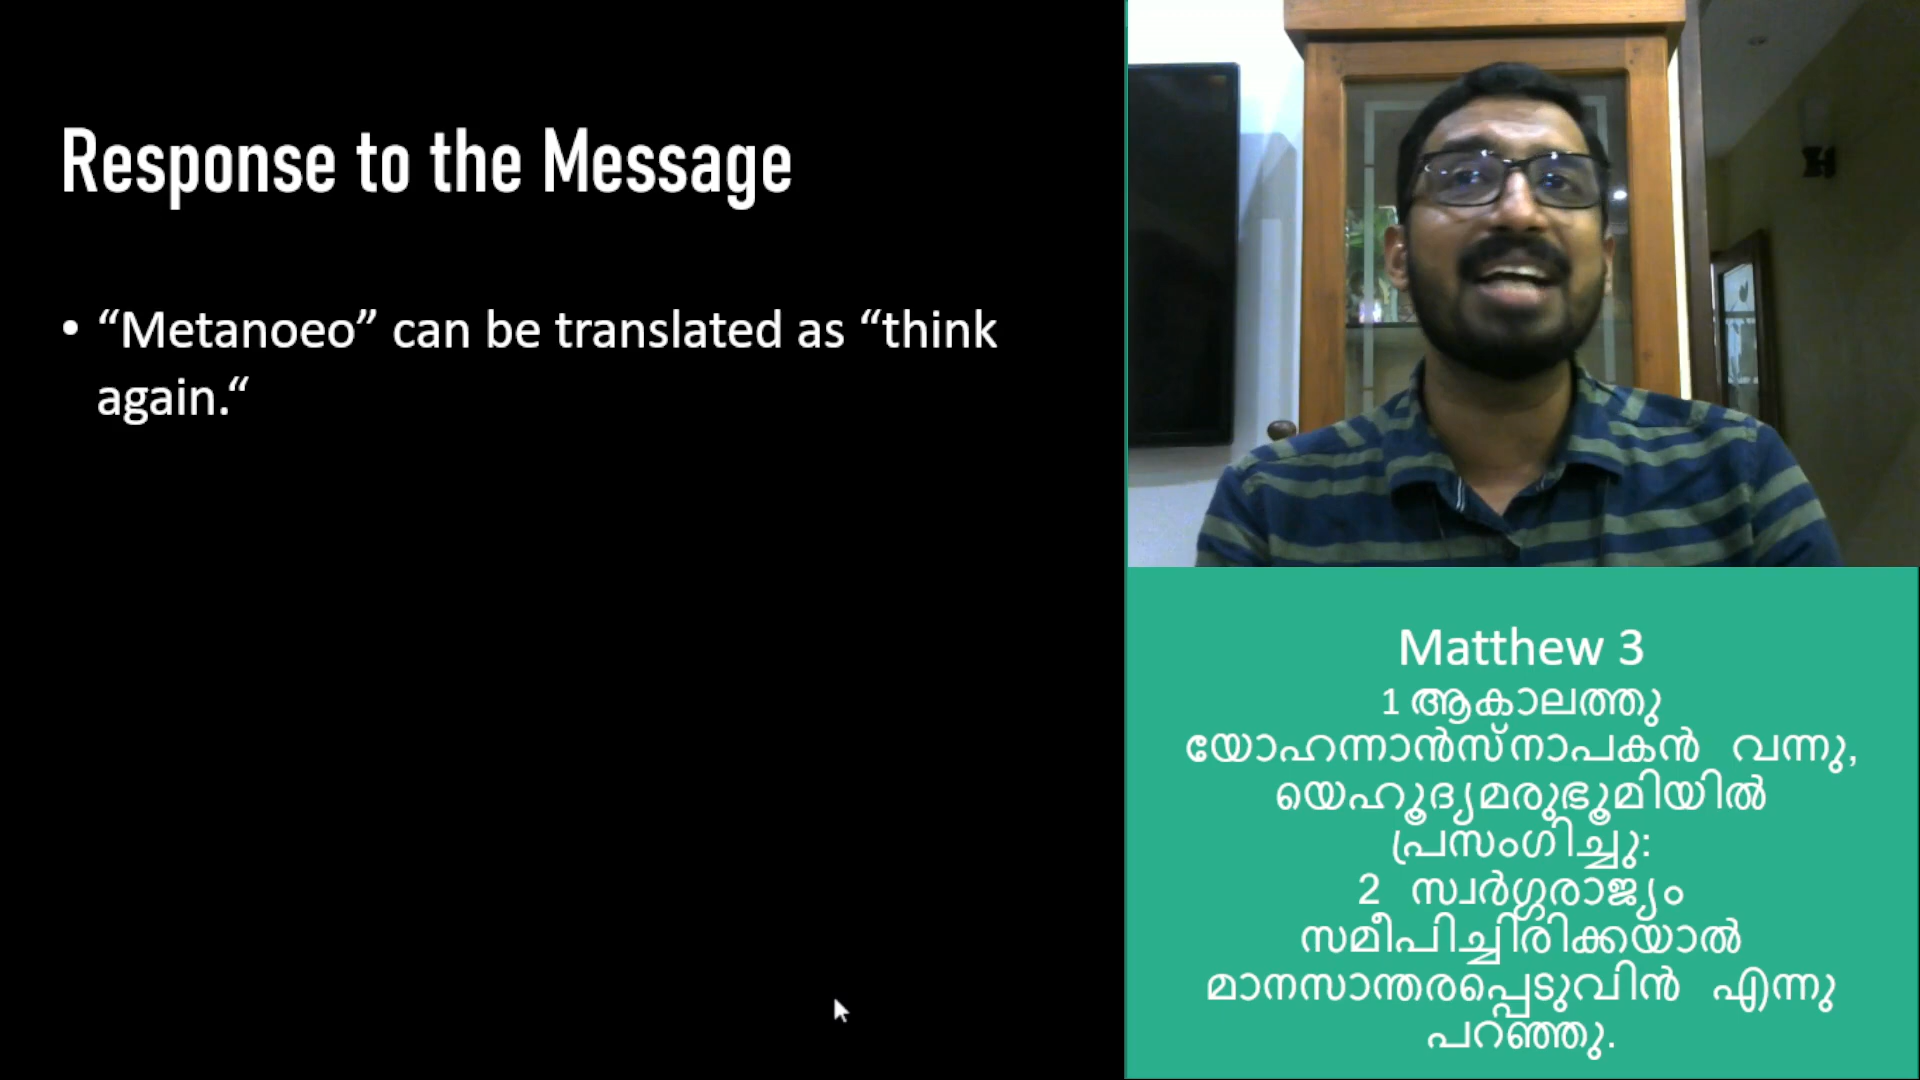 Response to the Message
• “Metanoeo” can be translated as “think
again.“
Matthew 3
1 ആകാലത്തു
യോഹന്നാൻസ്നാപകൻ വന്നു,
യെഹൂദ്യമരുഭൂമിയിൽ
പ്രസംഗിച്ചു:
2 സ്വർഗ്ഗരാജ്യം
സമീപിച്ചിരിക്കയാൽ
മാനസാന്തരപ്പെടുവിൻ എന്നു
പറഞ്ഞു.